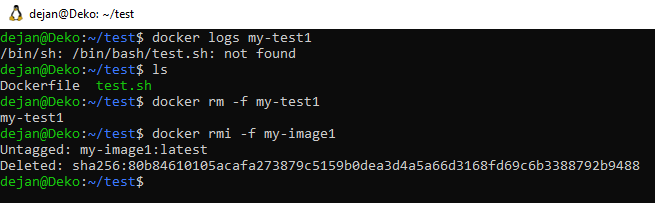 dejan@Deko: ~/test
dejan@Deko:~/test$ docker logs my-test1
/bin/sh: /bin/bash/test.sh: not found
dejan@Deko:~/test$ ls
Dockerfile  test.sh
dejan@Deko:~/test$ docker rm -f my-test1
my-test1
dejan@Deko:~/test$ docker rmi -f my-image1
Untagged: my-image1:latest
Deleted: sha256:80b84610105acafa273879c5159b0dea3d4a5a66d3168fd69c6b3388792b9488
dejan@Deko:~/test$